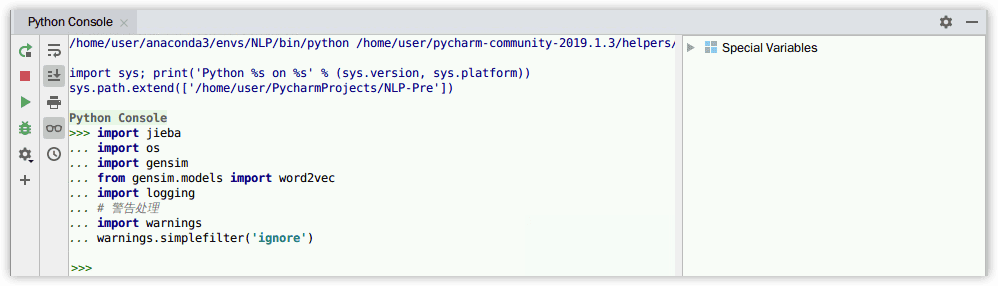 Python Console
/home/user/anaconda3/envs/NLP/bin/python /home/user/pycharm-community-2019.1.3/helpers/
import sys; print('Python %s on %s' % (sys.version, sys.platform))
sys.path.extend(['/home/user/PycharmProjects/NLP-Pre'])
Python Console
>>> import jieba
... import os
... import gensim
... from gensim.models import word2vec
... import logging
... # 警告处理
... import warnings
... warnings.simplefilter('ignore')
>>>
Special Variables